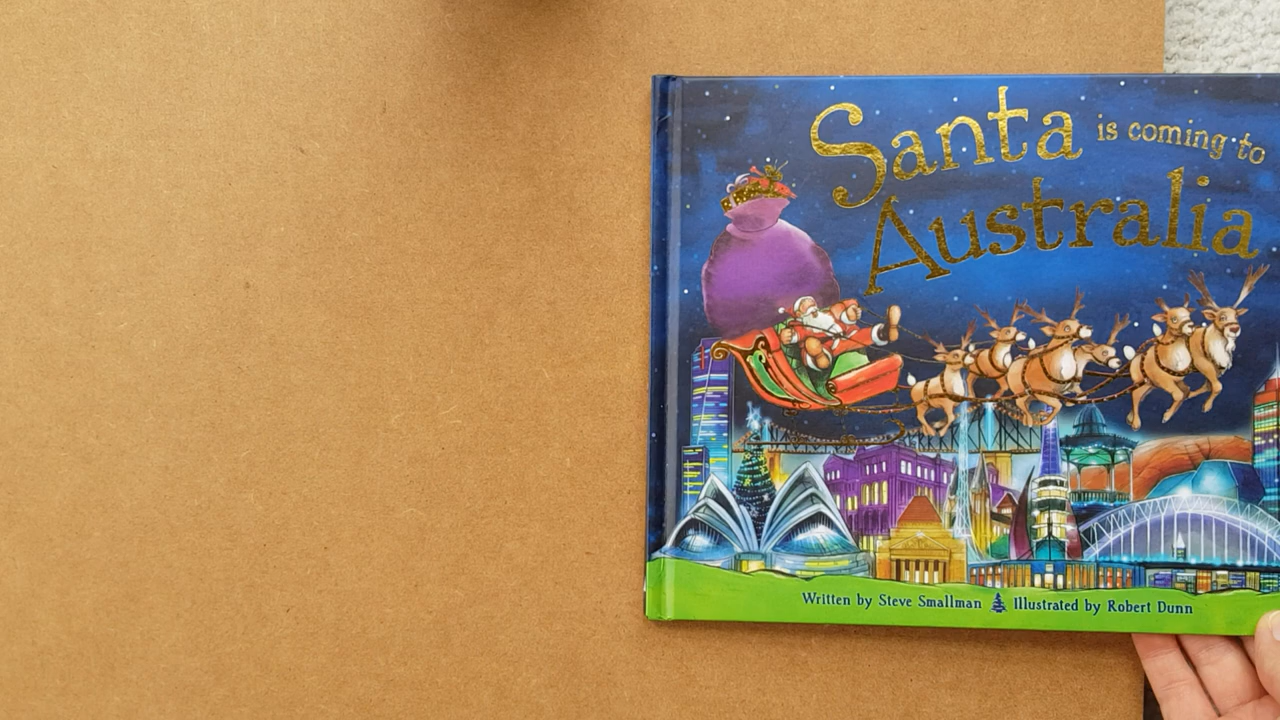 Santa is coming to
Australia
Written by Steve Smallman Illustrated by Robert Dunn